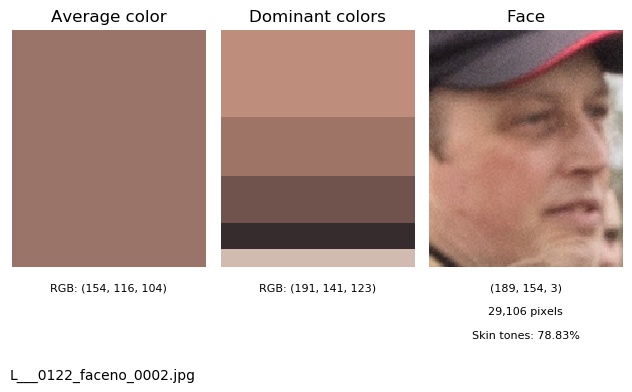 Average color
Dominant colors
Face
RGB: (154, 116, 104)
RGB: (191, 141, 123)
(189, 154, 3)
29,106 pixels
Skin tones: 78.83%
L___0122_faceno_0002.jpg